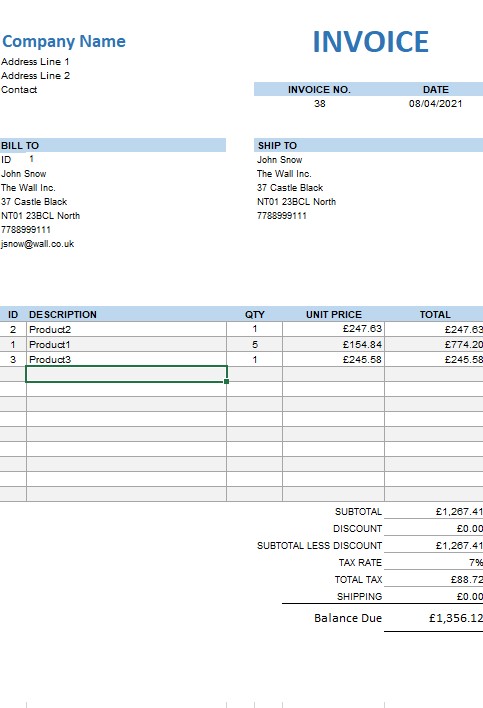 Company Name
INVOICE
Address Line 1
Address Line 2
Contact
INVOICE NO. DATE
38 08/04/2021
BILL TO SHIP TO
ID 1 John Snow
John Snow The Wall Inc.
The Wall Inc. 37 Castle Black
37 Castle Black NT01 23BCL North
NT01 23BCL North 7788999111
7788999111
jsnow@wall.co.uk
ID DESCRIPTION QTY UNIT PRICE TOTAL
2 Product2 1 £247.63 £247.63
1 Product1 5 £154.84 £774.20
3 Product3 1 £245.58 £245.58
SUBTOTAL £1,267.41
DISCOUNT £0.00
SUBTOTAL LESS DISCOUNT £1,267.41
TAX RATE 7%
TOTAL TAX £88.72
SHIPPING £0.00
Balance Due £1,356.12